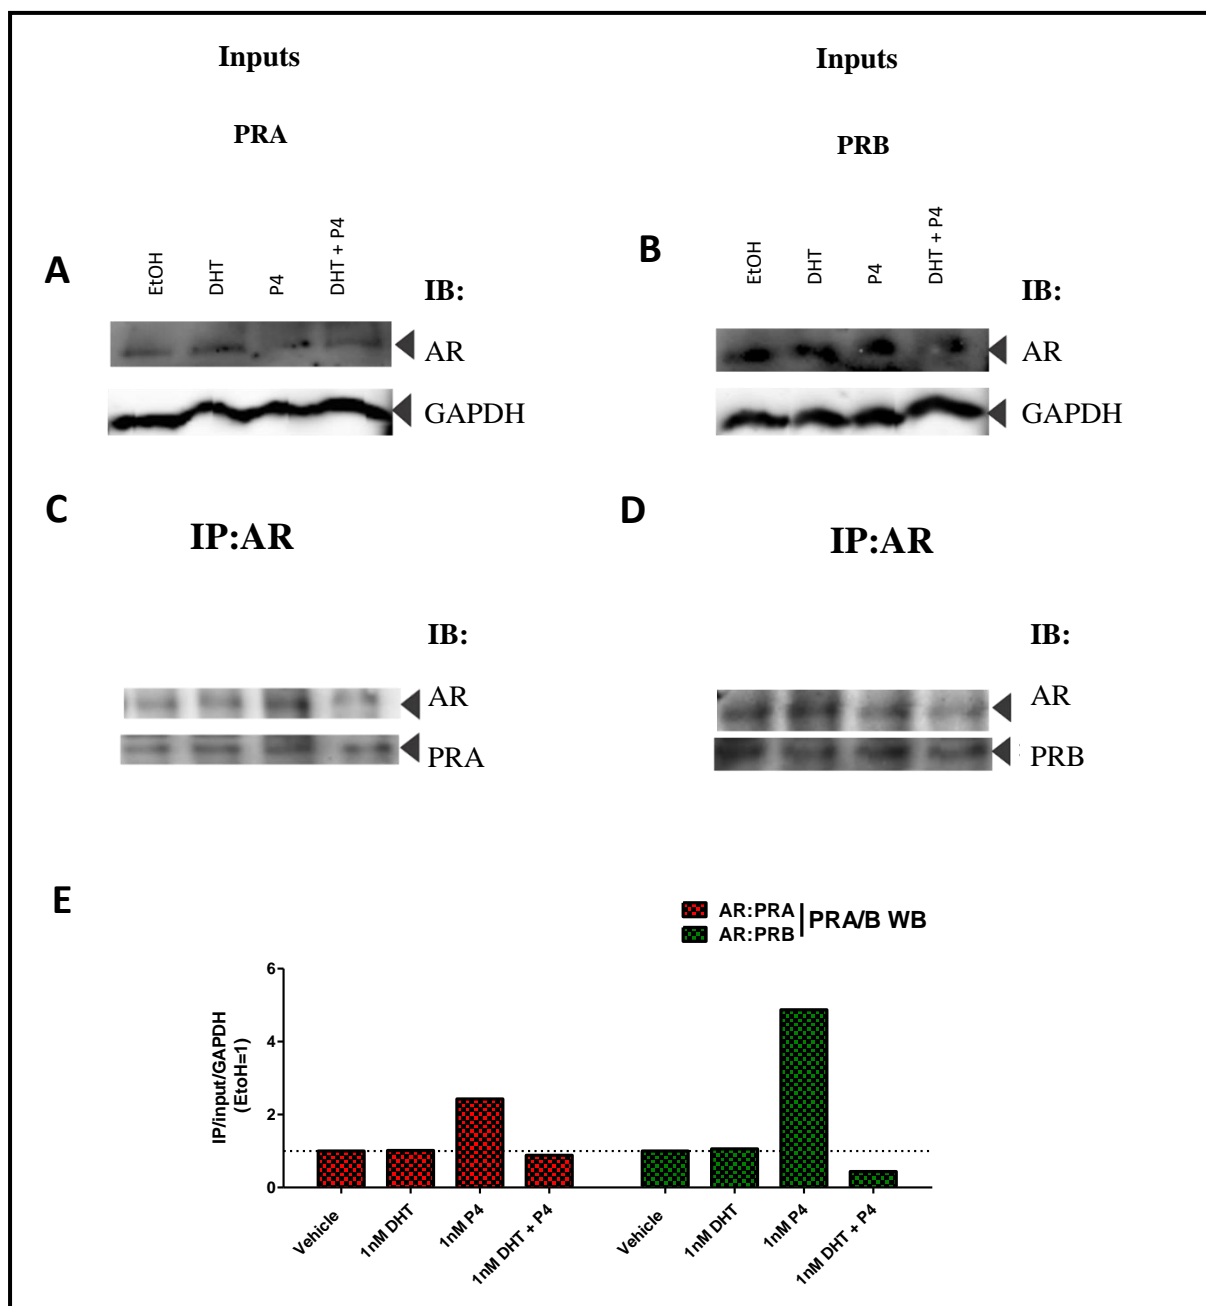 Inputs
PRA
A
EtOH
DHT
P4
DHT + P4
IB:
AR
GAPDH
Inputs
PRB
B
EtOH
DHT
P4
DHT + P4
IB:
AR
GAPDH
C
IP:AR
IB:
AR
PRA
D
IP:AR
IB:
AR
PRB
E
AR:PRA
AR:PRB
PRA/B WB
IP/input/GAPDH
(EtoH=1)
6
4
2
0
Vehicle
1nM DHT
1nM P4
1nM DHT + P4
Vehicle
1nM DHT
1nM P4
1nM DHT + P4